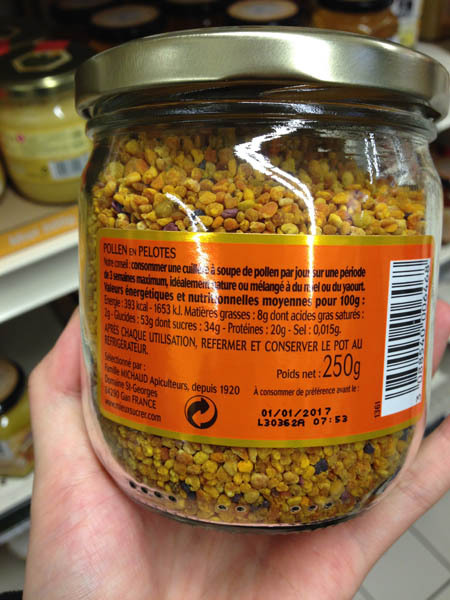 POLLEN EN PELOTES
Notre conseil : consommer une cuillère à soupe de pollen par jour sur une période
de 3 semaines maximum, idéalement nature ou mélangé à du miel ou du yaourt.
Valeurs énergétiques et nutritionnelles moyennes pour 100g :
Energie : 393 kcal - 1653 kJ. Matières grasses : 8g dont acides gras saturés :
2g - Glucides : 53g dont sucres : 34g - Protéines : 20g - Sel : 0,015g.
APRÈS CHAQUE UTILISATION, REFERMER ET CONSERVER LE POT AU
RÉFRIGÉRATEUR.
Sélectionné par :
Famille MICHAUD Apiculteurs, depuis 1920
Domaine St-Georges
64290 Gan FRANCE
www.mieuxsucrer.com
Poids net : 250g
À consommer de préférence avant le :
01/01/2017
L30362A 07:53
1361